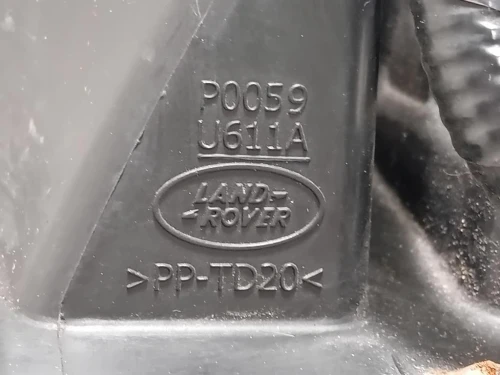 P0059
U611A
LAND-
-ROVER
>PP-TD20<